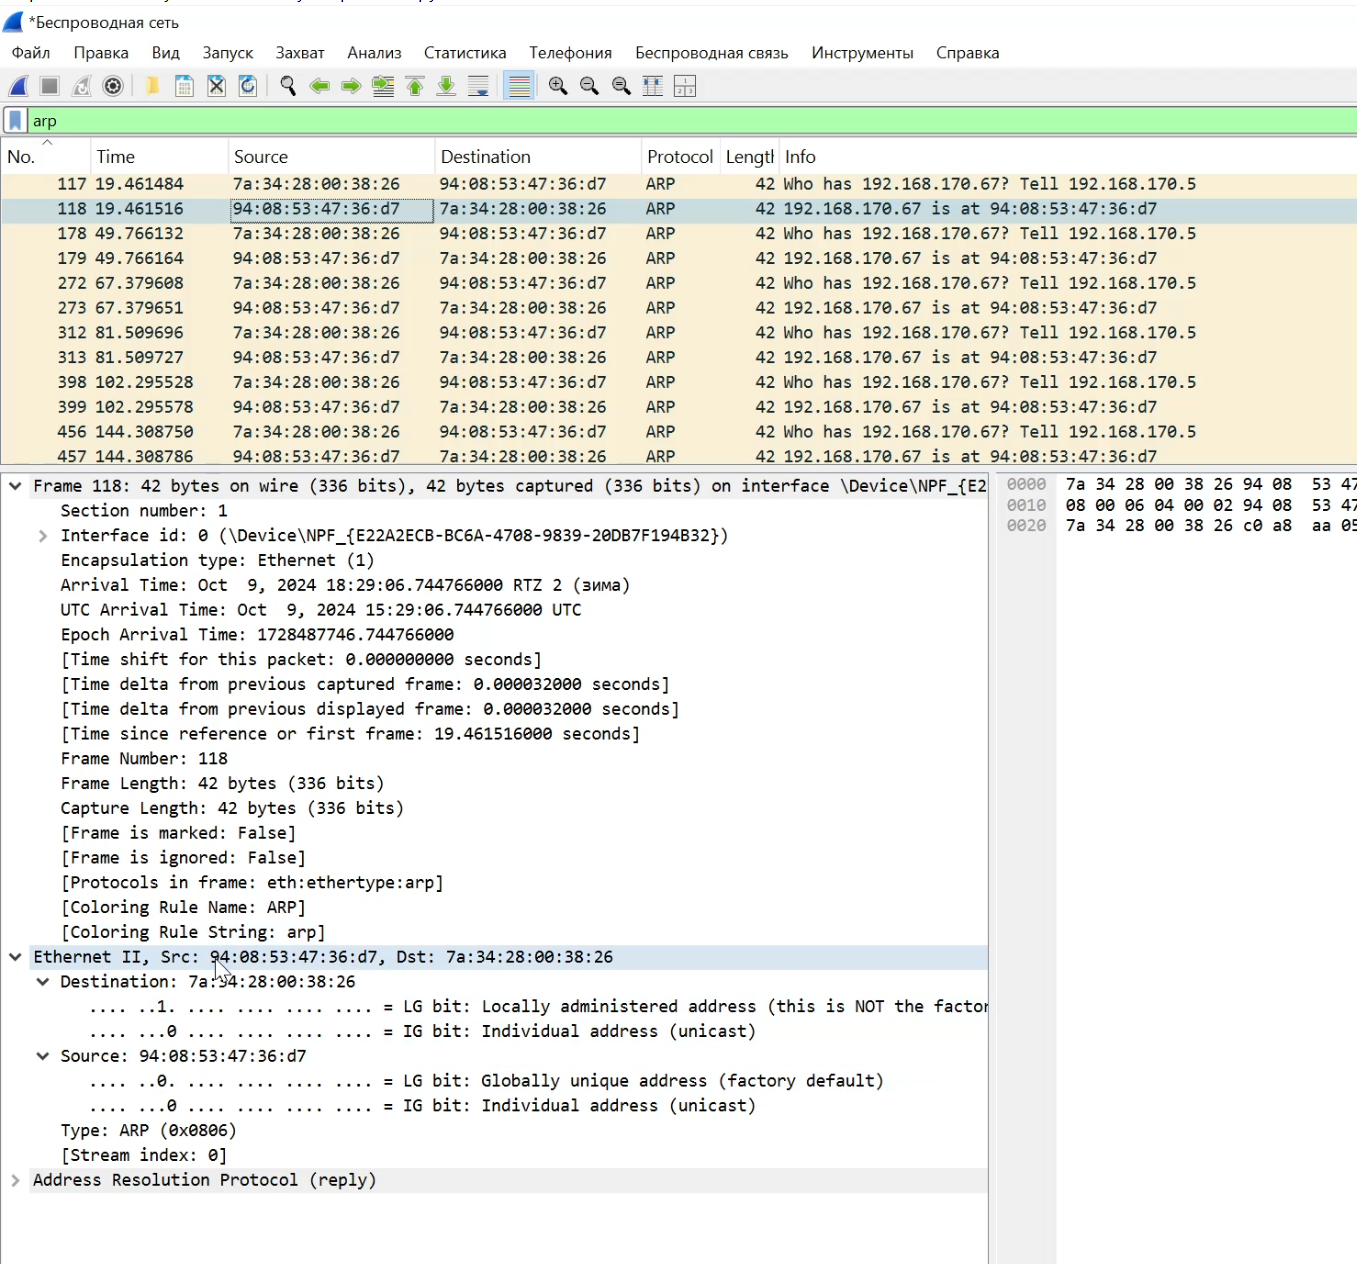 *Беспроводная сеть
Файл Правка Вид Запуск Захват Анализ Статистика Телефония Беспроводная связь Инструменты Справка
arp
No. Time Source Destination Protocol Lengtl Info
117 19.461484 7a:34:28:00:38:26 94:08:53:47:36:d7 ARP 42 Who has 192.168.170.67? Tell 192.168.170.5
118 19.461516 94:08:53:47:36:d7 7a:34:28:00:38:26 ARP 42 192.168.170.67 is at 94:08:53:47:36:d7
178 49.766132 7a:34:28:00:38:26 94:08:53:47:36:d7 ARP 42 Who has 192.168.170.67? Tell 192.168.170.5
179 49.766164 94:08:53:47:36:d7 7a:34:28:00:38:26 ARP 42 192.168.170.67 is at 94:08:53:47:36:d7
272 67.379608 7a:34:28:00:38:26 94:08:53:47:36:d7 ARP 42 Who has 192.168.170.67? Tell 192.168.170.5
273 67.379651 94:08:53:47:36:d7 7a:34:28:00:38:26 ARP 42 192.168.170.67 is at 94:08:53:47:36:d7
312 81.509696 7a:34:28:00:38:26 94:08:53:47:36:d7 ARP 42 Who has 192.168.170.67? Tell 192.168.170.5
313 81.509727 94:08:53:47:36:d7 7a:34:28:00:38:26 ARP 42 192.168.170.67 is at 94:08:53:47:36:d7
398 102.295528 7a:34:28:00:38:26 94:08:53:47:36:d7 ARP 42 Who has 192.168.170.67? Tell 192.168.170.5
399 102.295578 94:08:53:47:36:d7 7a:34:28:00:38:26 ARP 42 192.168.170.67 is at 94:08:53:47:36:d7
456 144.308750 7a:34:28:00:38:26 94:08:53:47:36:d7 ARP 42 Who has 192.168.170.67? Tell 192.168.170.5
457 144.308786 94:08:53:47:36:d7 7a:34:28:00:38:26 ARP 42 192.168.170.67 is at 94:08:53:47:36:d7
Frame 118: 42 bytes on wire (336 bits), 42 bytes captured (336 bits) on interface \Device\NPF_{E2
Section number: 1
Interface id: 0 (\Device\NPF_{E22A2ECB-BC6A-4708-9839-20DB7F194B32})
Encapsulation type: Ethernet (1)
Arrival Time: Oct 9, 2024 18:29:06.744766000 RTZ 2 (зима)
UTC Arrival Time: Oct 9, 2024 15:29:06.744766000 UTC
Epoch Arrival Time: 1728487746.744766000
[Time shift for this packet: 0.000000000 seconds]
[Time delta from previous captured frame: 0.000032000 seconds]
[Time delta from previous displayed frame: 0.000032000 seconds]
[Time since reference or first frame: 19.461516000 seconds]
Frame Number: 118
Frame Length: 42 bytes (336 bits)
Capture Length: 42 bytes (336 bits)
[Frame is marked: False]
[Frame is ignored: False]
[Protocols in frame: eth:ethertype:arp]
[Coloring Rule Name: ARP]
[Coloring Rule String: arp]
Ethernet II, Src: 94:08:53:47:36:d7, Dst: 7a:34:28:00:38:26
Destination: 7a:34:28:00:38:26
.... ..1. .... .... .... .... = LG bit: Locally administered address (this is NOT the factor
.... ...0 .... .... .... .... = IG bit: Individual address (unicast)
Source: 94:08:53:47:36:d7
.... ..0. .... .... .... .... = LG bit: Globally unique address (factory default)
.... ...0 .... .... .... .... = IG bit: Individual address (unicast)
Type: ARP (0x0806)
[Stream index: 0]
Address Resolution Protocol (reply)
0000 7a 34 28 00 38 26 94 08 53 47
0010 08 00 06 04 00 02 94 08 53 47
0020 7a 34 28 00 38 26 c0 a8 aa 05